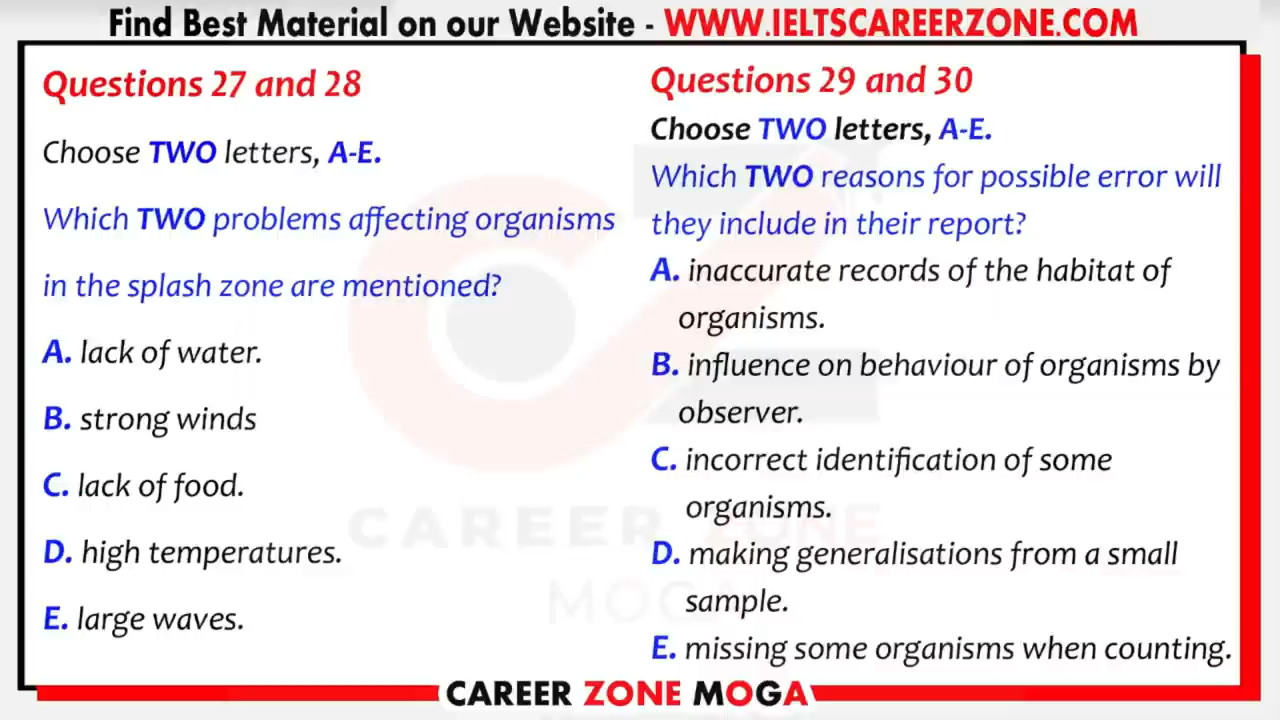 Find Best Material on our Website - WWW.IELTSCAREERZONE.COM
Questions 27 and 28
Choose TWO letters, A-E.
Which TWO problems affecting organisms
in the splash zone are mentioned?
A. lack of water.
B. strong winds
C. lack of food.
D. high temperatures.
E. large waves.
Questions 29 and 30
Choose TWO letters, A-E.
Which TWO reasons for possible error will
they include in their report?
A. inaccurate records of the habitat of
organisms.
B. influence on behaviour of organisms by
observer.
C. incorrect identification of some
organisms.
D. making generalisations from a small
sample.
E. missing some organisms when counting.
CAREER ZONE
MOGA
CAREER ZONE MOGA